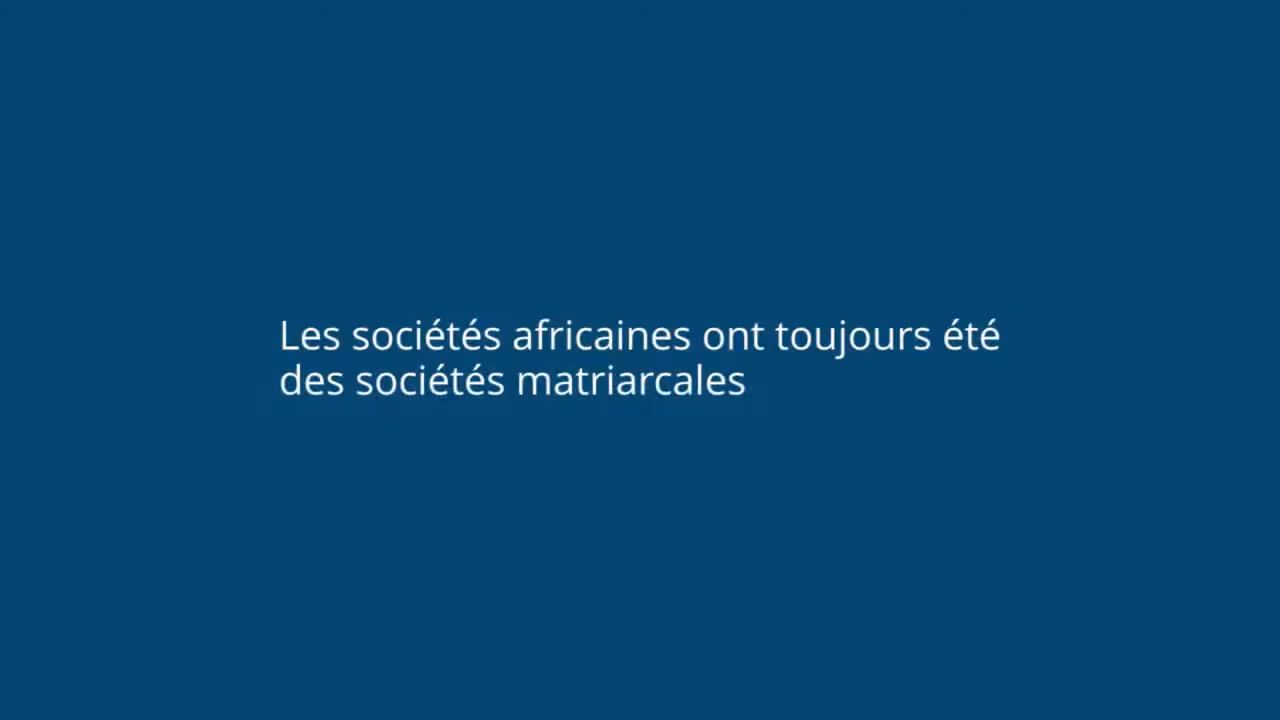 Les sociétés africaines ont toujours été
des sociétés matriarcales